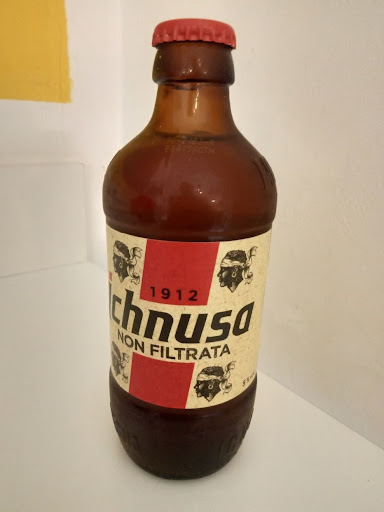 1912
ichnusa
NON FILTRATA